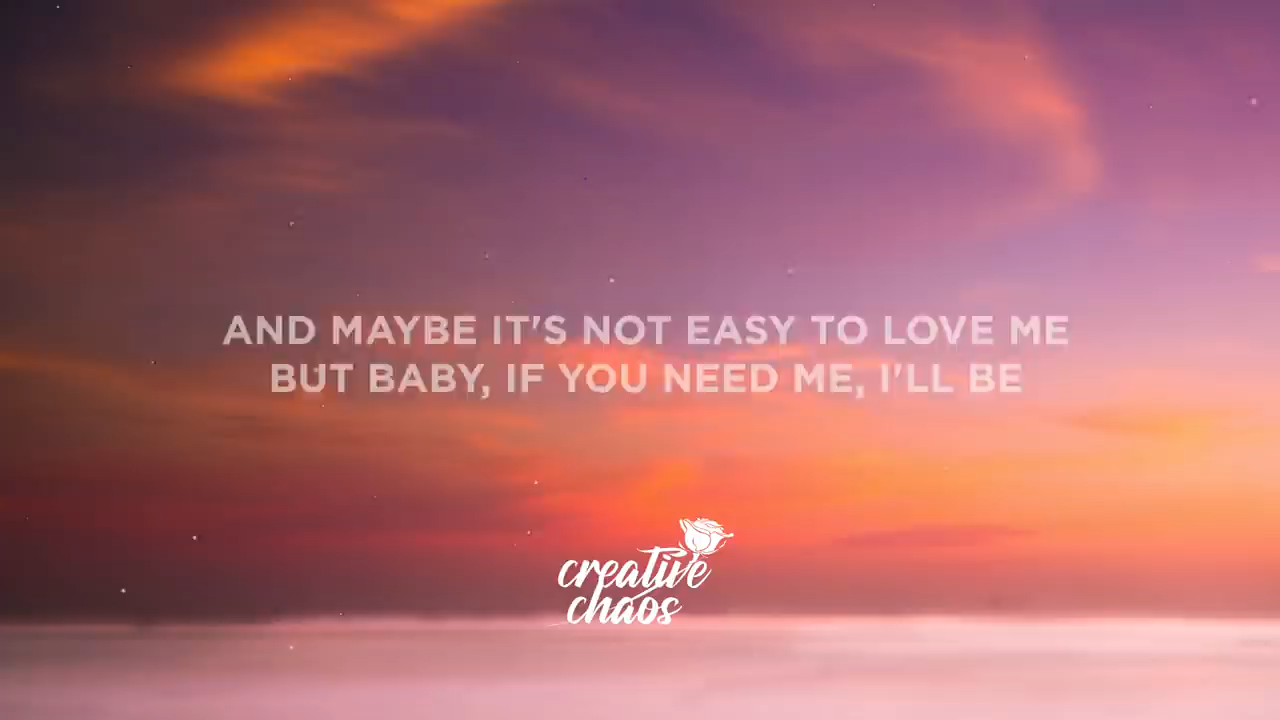 AND MAYBE IT'S NOT EASY TO LOVE ME
BUT BABY, IF YOU NEED ME, I'LL BE
creative
chaos